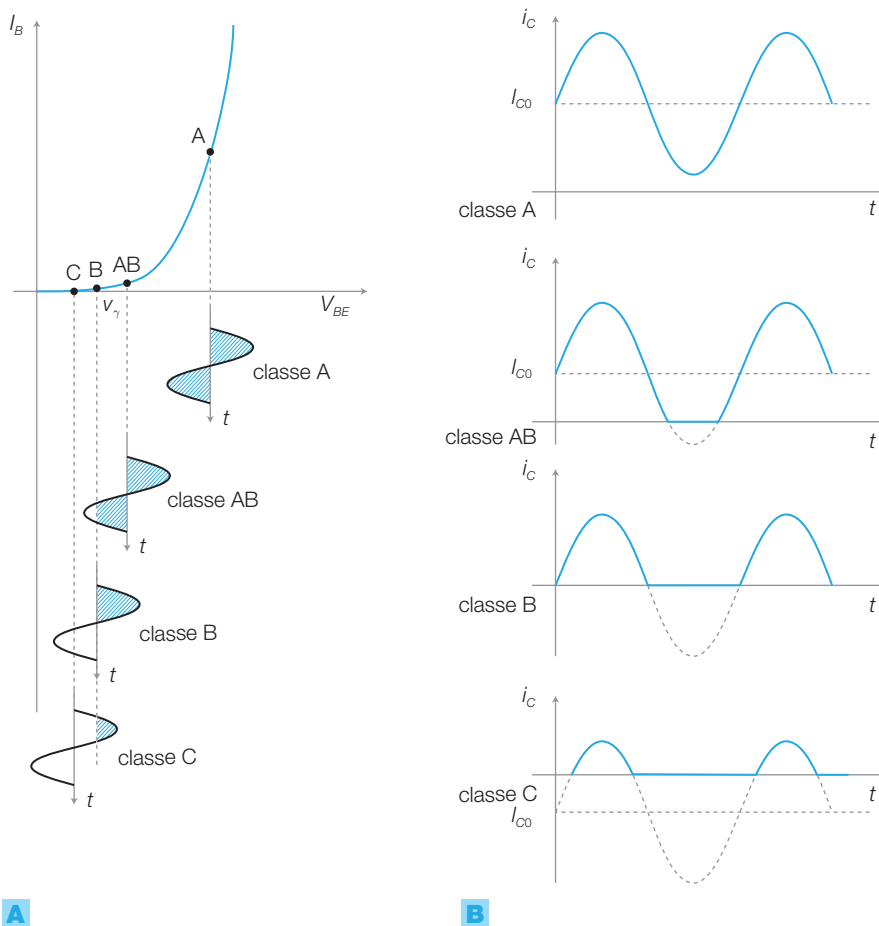 I_B
A
C B AB
v_γ
V_BE
classe A
t
classe AB
t
classe B
t
classe C
t
A
i_C
I_C0
classe A
t
i_C
I_C0
classe AB
t
i_C
classe B
t
i_C
classe C
t
I_C0
B